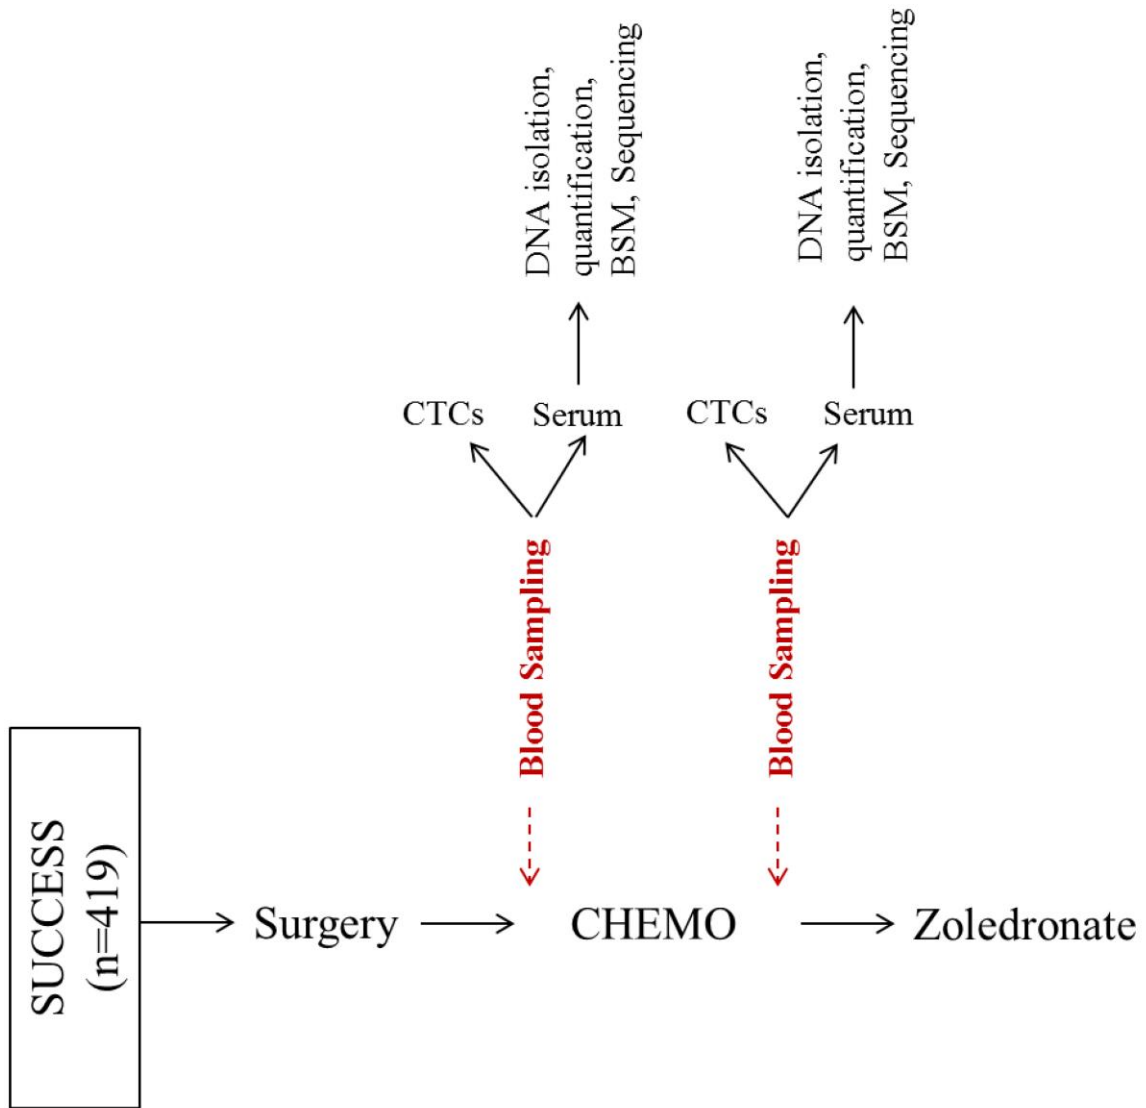 DNA isolation,
quantification,
BSM, Sequencing
DNA isolation,
quantification,
BSM, Sequencing
CTCs
Serum
CTCs
Serum
Blood Sampling
Blood Sampling
SUCCESS
(n=419)
Surgery
CHEMO
Zoledronate